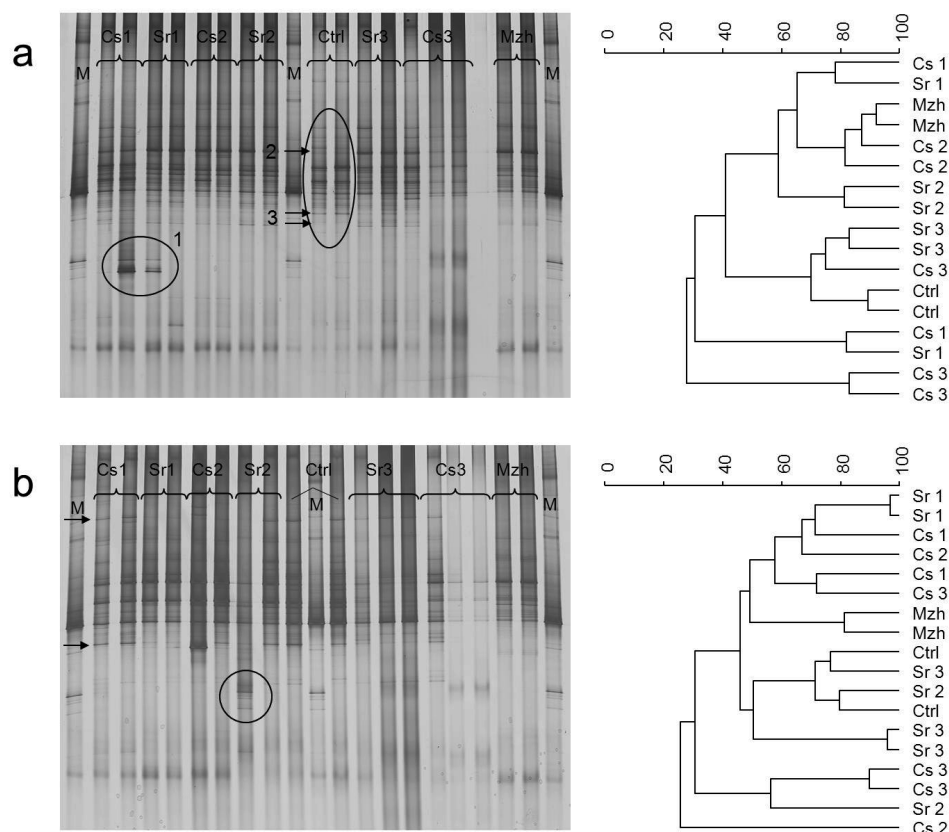 a
Cs1 Sr1 Cs2 Sr2 Ctrl Sr3 Cs3 Mzh
M M M
2
3
1
0 20 40 60 80 100
Cs 1
Sr 1
Mzh
Mzh
Cs 2
Cs 2
Sr 2
Sr 2
Sr 3
Sr 3
Cs 3
Ctrl
Ctrl
Cs 1
Sr 1
Cs 3
Cs 3
b
Cs1 Sr1 Cs2 Sr2 Ctrl Sr3 Cs3 Mzh
M M M
0 20 40 60 80 100
Sr 1
Sr 1
Cs 1
Cs 2
Cs 1
Cs 3
Mzh
Mzh
Ctrl
Sr 3
Sr 2
Ctrl
Sr 3
Sr 3
Cs 3
Cs 3
Sr 2
Cs 2